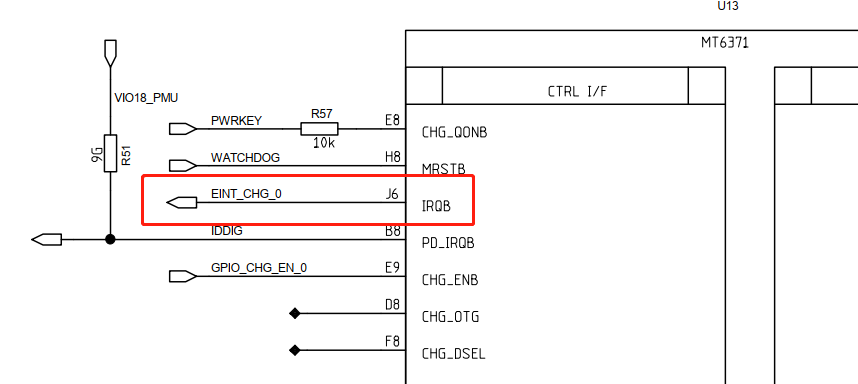 U13
MT6371
CTRL I/F
VIO18_PMU
9G
R51
PWRKEY
R57
10k
E8
CHG_QONB
WATCHDOG
H8
MRSTB
EINT_CHG_0
J6
IRQB
IDDIG
B8
PD_IRQB
GPIO_CHG_EN_0
E9
CHG_ENB
D8
CHG_OTG
F8
CHG_DSEL